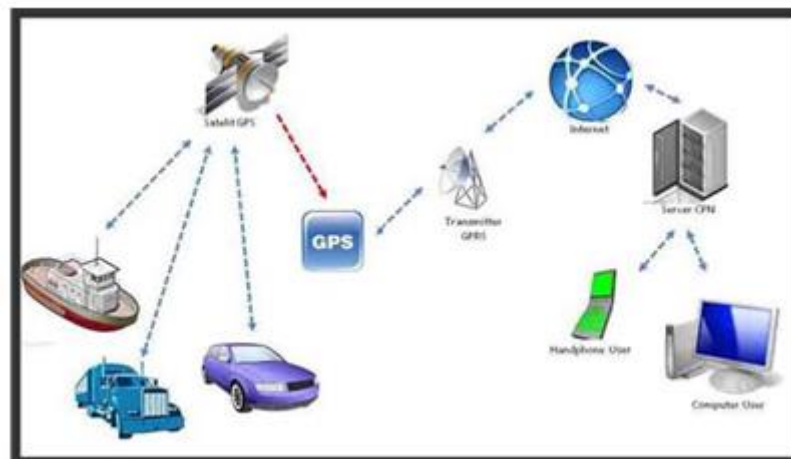 Satelit GPS
Internet
GPS
Transmitter
GPRS
Server CPN
Handphone User
Computer User